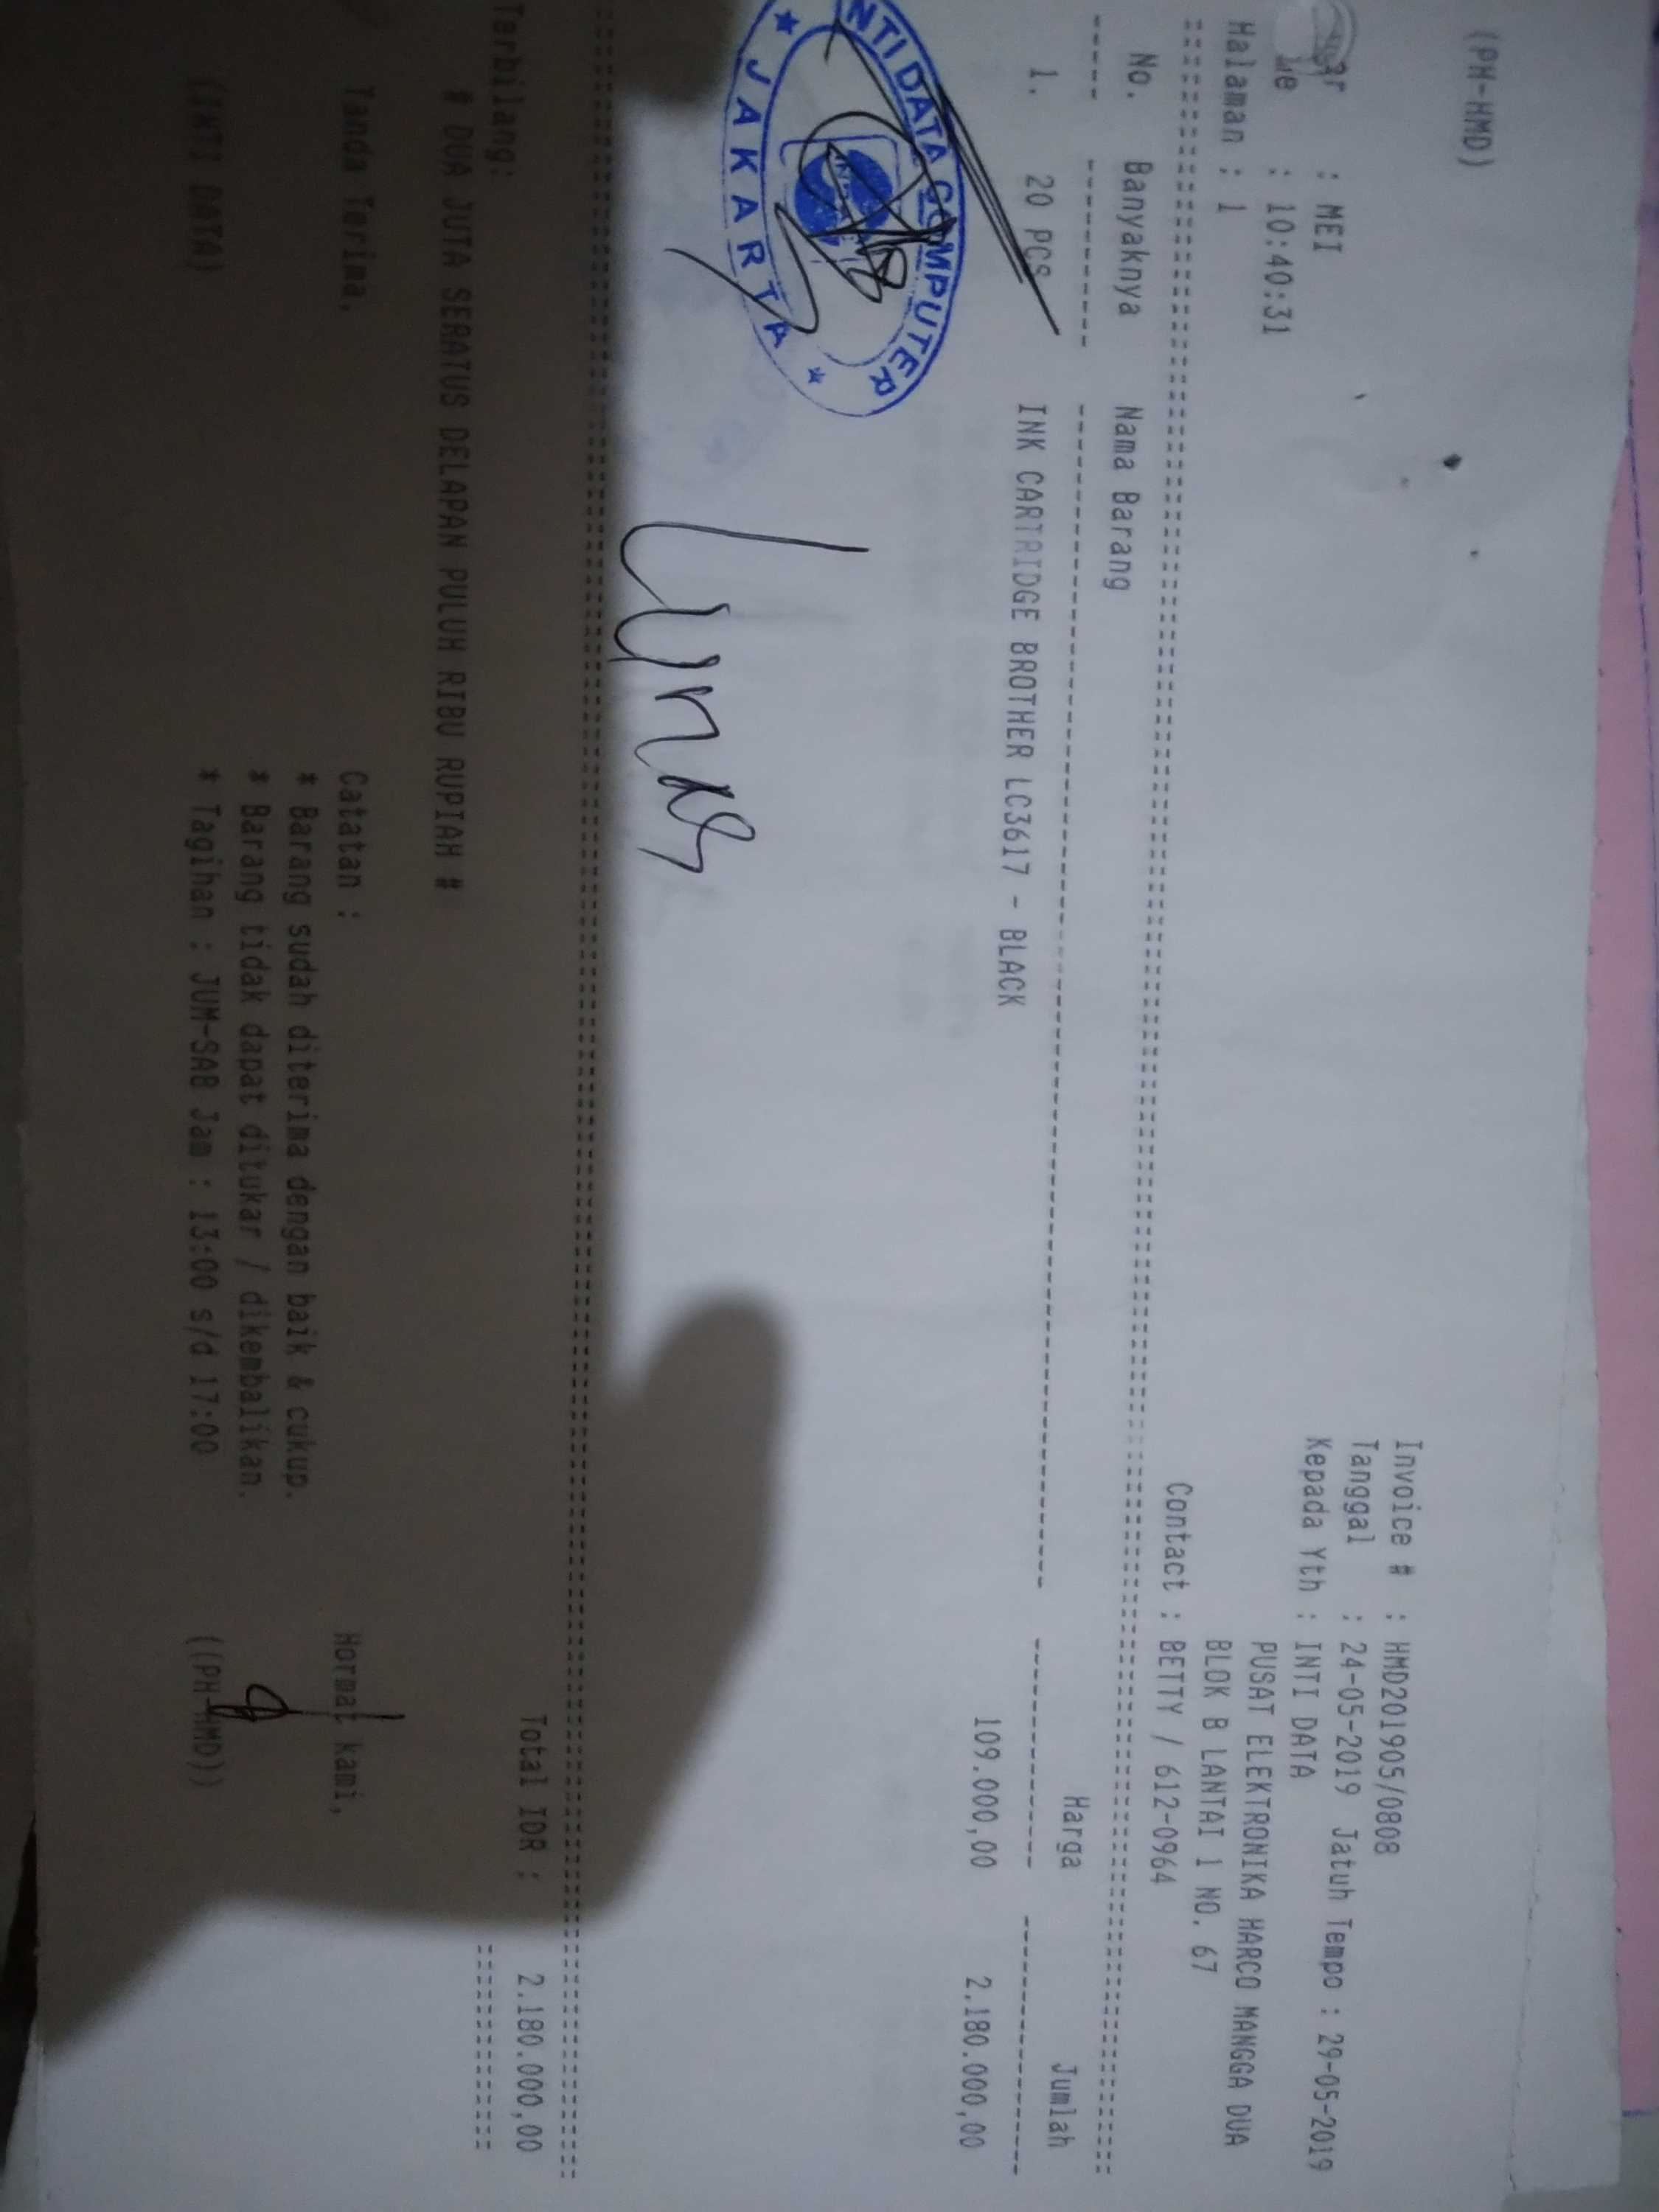 (PH-HMD)
Invoice # : HMD201905/0808
Tanggal : 24-05-2019 Jatuh Tempo : 29-05-2019
: MEI Kepada Yth : INTI DATA
: 10:40:31 PUSAT ELEKTRONIKA HARCO MANGGA DUA
Halaman : 1 BLOK B LANTAI 1 NO. 67
Contact : BETTY / 612-0964
No. Banyaknya Nama Barang Harga Jumlah
1. 20 PCS INK CARTRIDGE BROTHER LC3617 - BLACK 109.000,00 2.180.000,00
INTI DATA COMPUTER
★ JAKARTA ★
Lunas
Total IDR : 2.180.000,00
Terbilang:
# DUA JUTA SERATUS DELAPAN PULUH RIBU RUPIAH #
Tanda Terima, Catatan : Hormat kami,
* Barang sudah diterima dengan baik & cukup.
* Barang tidak dapat ditukar / dikembalikan.
(INTI DATA) * Tagihan : JUM-SAB Jam : 13:00 s/d 17:00 ((PH-HMD))